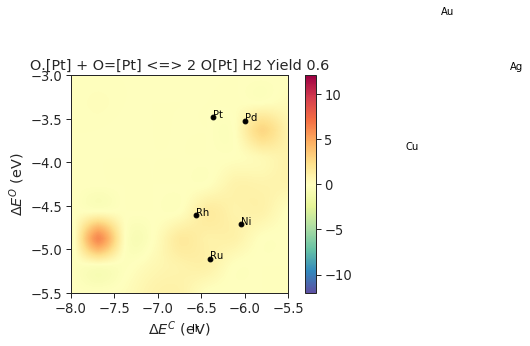 Au
Ag
O.[Pt] + O=[Pt] <=> 2 O[Pt] H2 Yield 0.6
−3.0
−3.5
−4.0
−4.5
−5.0
−5.5
ΔE^O (eV)
Pt
Pd
Rh
Ni
Ru
Cu
10
5
0
−5
−10
−8.0 −7.5 −7.0 −6.5 −6.0 −5.5
ΔE^C (eV)
Ir